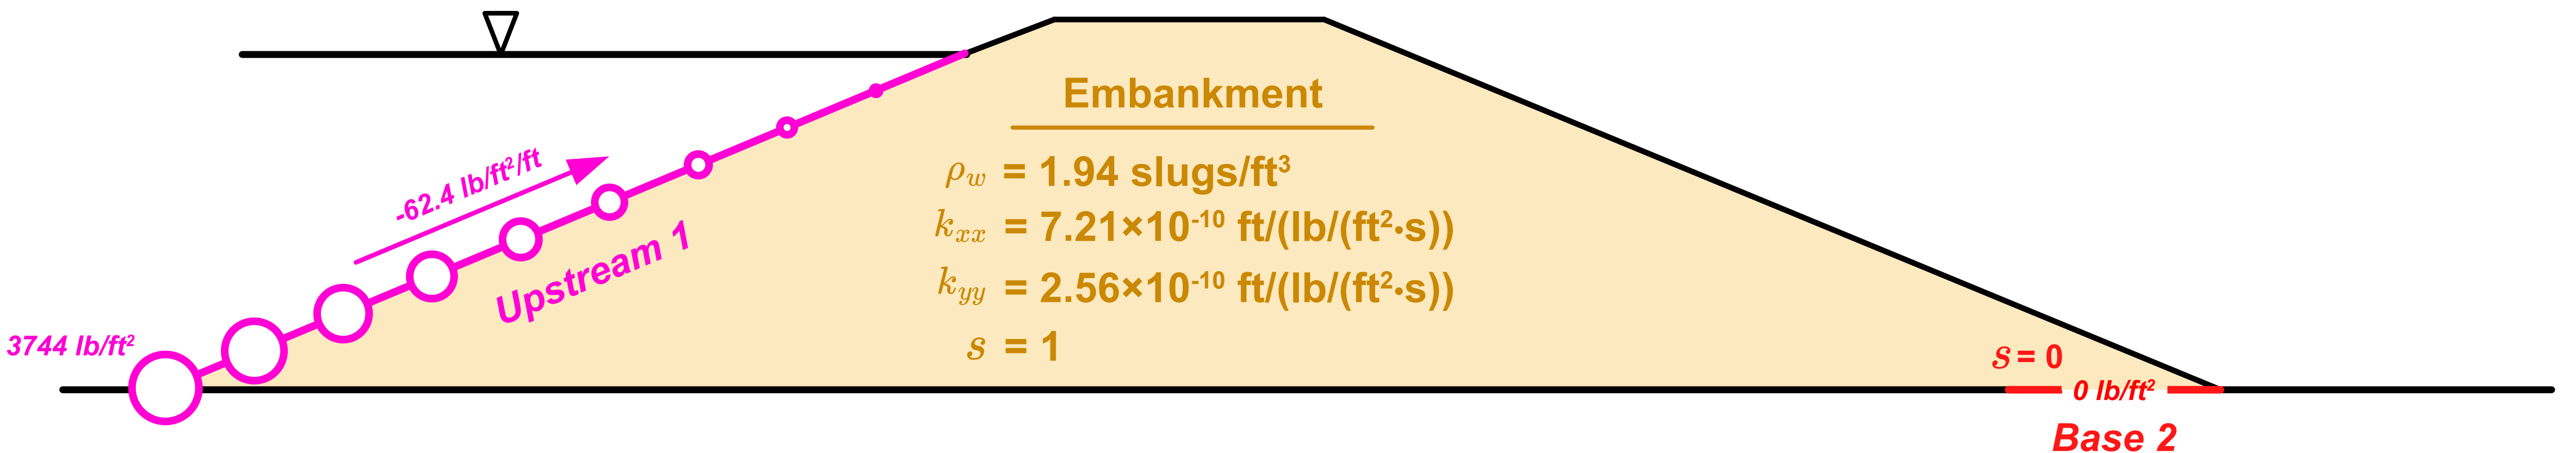 Embankment
ρw = 1.94 slugs/ft³
kxx = 7.21×10⁻¹⁰ ft/(lb/(ft²·s))
kyy = 2.56×10⁻¹⁰ ft/(lb/(ft²·s))
s = 1
-62.4 lb/ft²/ft
Upstream 1
3744 lb/ft²
s = 0
0 lb/ft²
Base 2